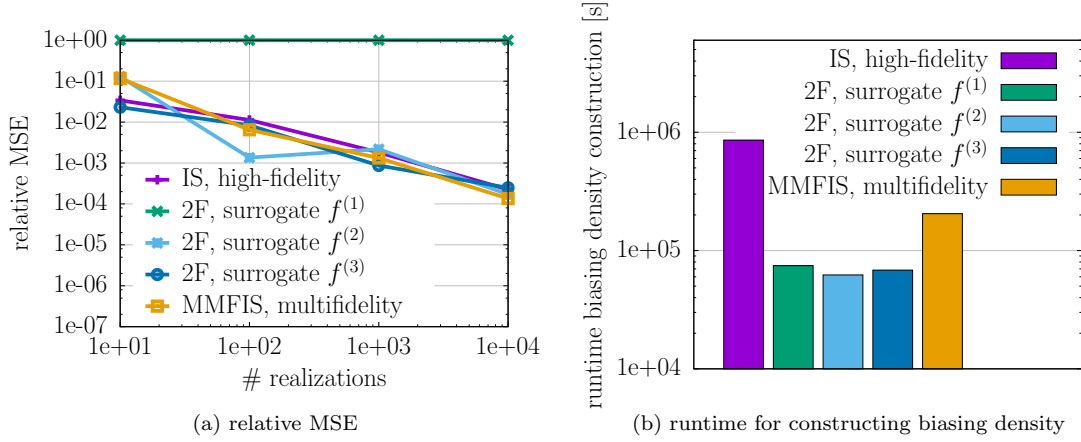 relative MSE
1e+00
1e-01
1e-02
1e-03
1e-04
1e-05
1e-06
1e-07
IS, high-fidelity
2F, surrogate f⁽¹⁾
2F, surrogate f⁽²⁾
2F, surrogate f⁽³⁾
MMFIS, multifidelity
1e+01 1e+02 1e+03 1e+04
# realizations
(a) relative MSE
runtime biasing density construction [s]
1e+06
1e+05
1e+04
IS, high-fidelity
2F, surrogate f⁽¹⁾
2F, surrogate f⁽²⁾
2F, surrogate f⁽³⁾
MMFIS, multifidelity
(b) runtime for constructing biasing density